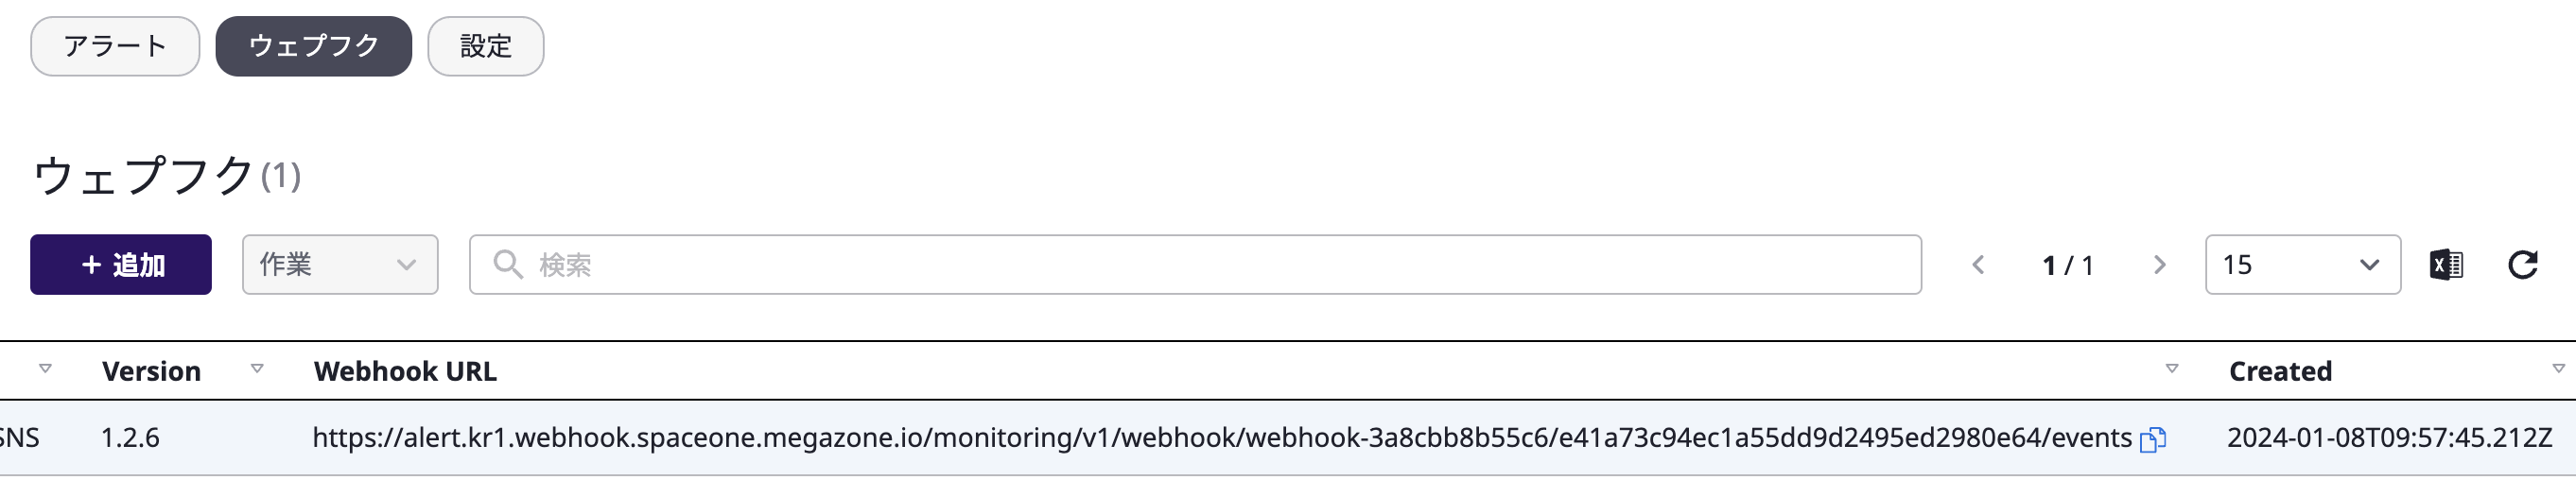 アラート ウェプフク 設定
ウェプフク (1)
+ 追加 作業 検索 1 / 1 15
Version Webhook URL Created
SNS 1.2.6 https://alert.kr1.webhook.spaceone.megazone.io/monitoring/v1/webhook/webhook-3a8cbb8b55c6/e41a73c94ec1a55dd9d2495ed2980e64/events 2024-01-08T09:57:45.212Z